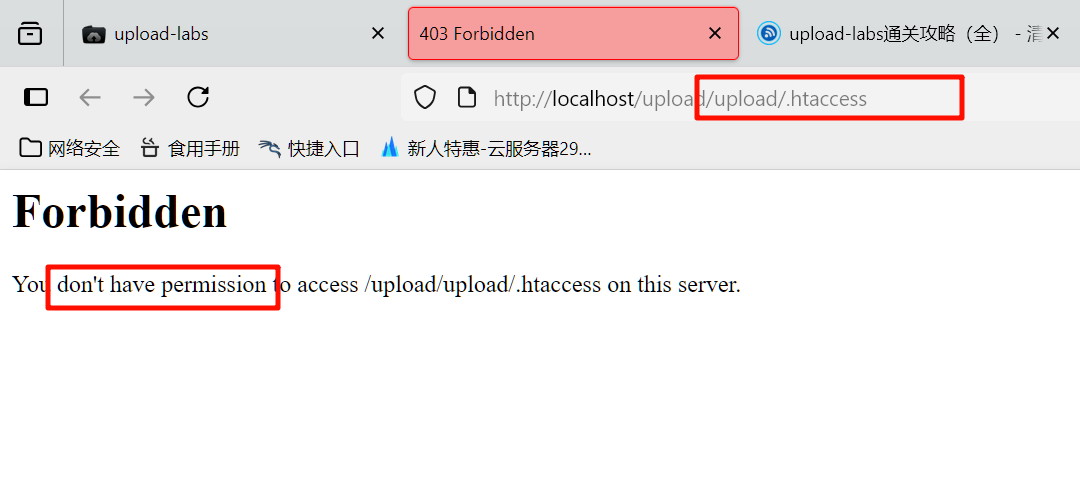 upload-labs
403 Forbidden
upload-labs通关攻略（全） - 
http://localhost/upload/upload/.htaccess
网络安全 食用手册 快捷入口 新人特惠-云服务器29...
Forbidden
You don't have permission to access /upload/upload/.htaccess on this server.